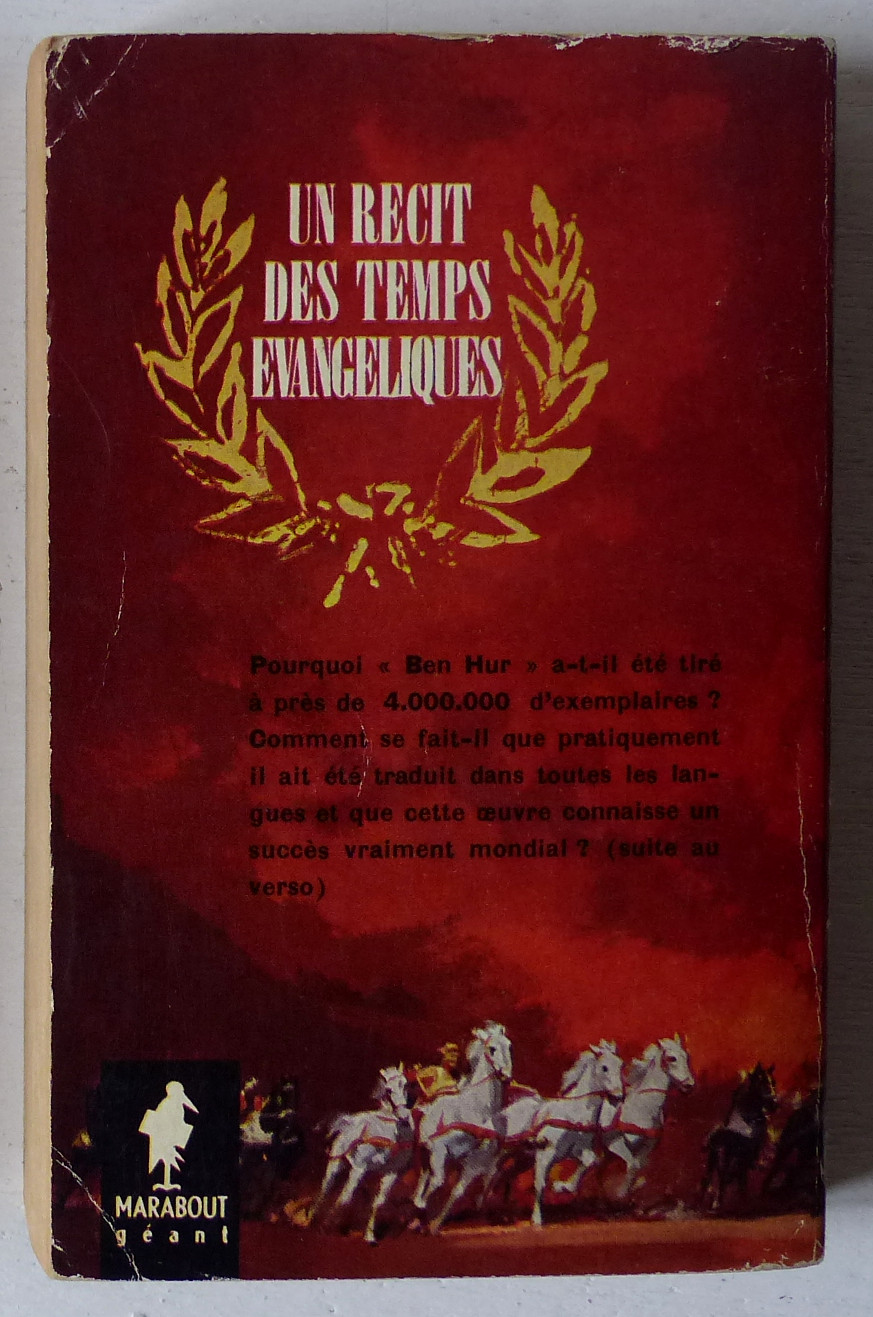 UN RECIT
DES TEMPS
EVANGELIQUES
Pourquoi « Ben Hur » a-t-il été tiré
à près de 4.000.000 d'exemplaires ?
Comment se fait-il que pratiquement
il ait été traduit dans toutes les lan-
gues et que cette œuvre connaisse un
succès vraiment mondial ? (suite au
verso)
MARABOUT
géant